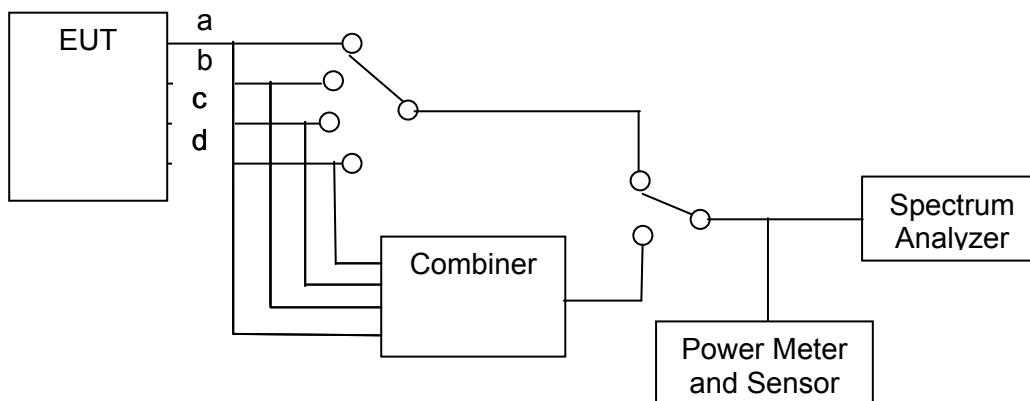 EUT
a
b
c
d
Combiner
Spectrum
Analyzer
Power Meter
and Sensor